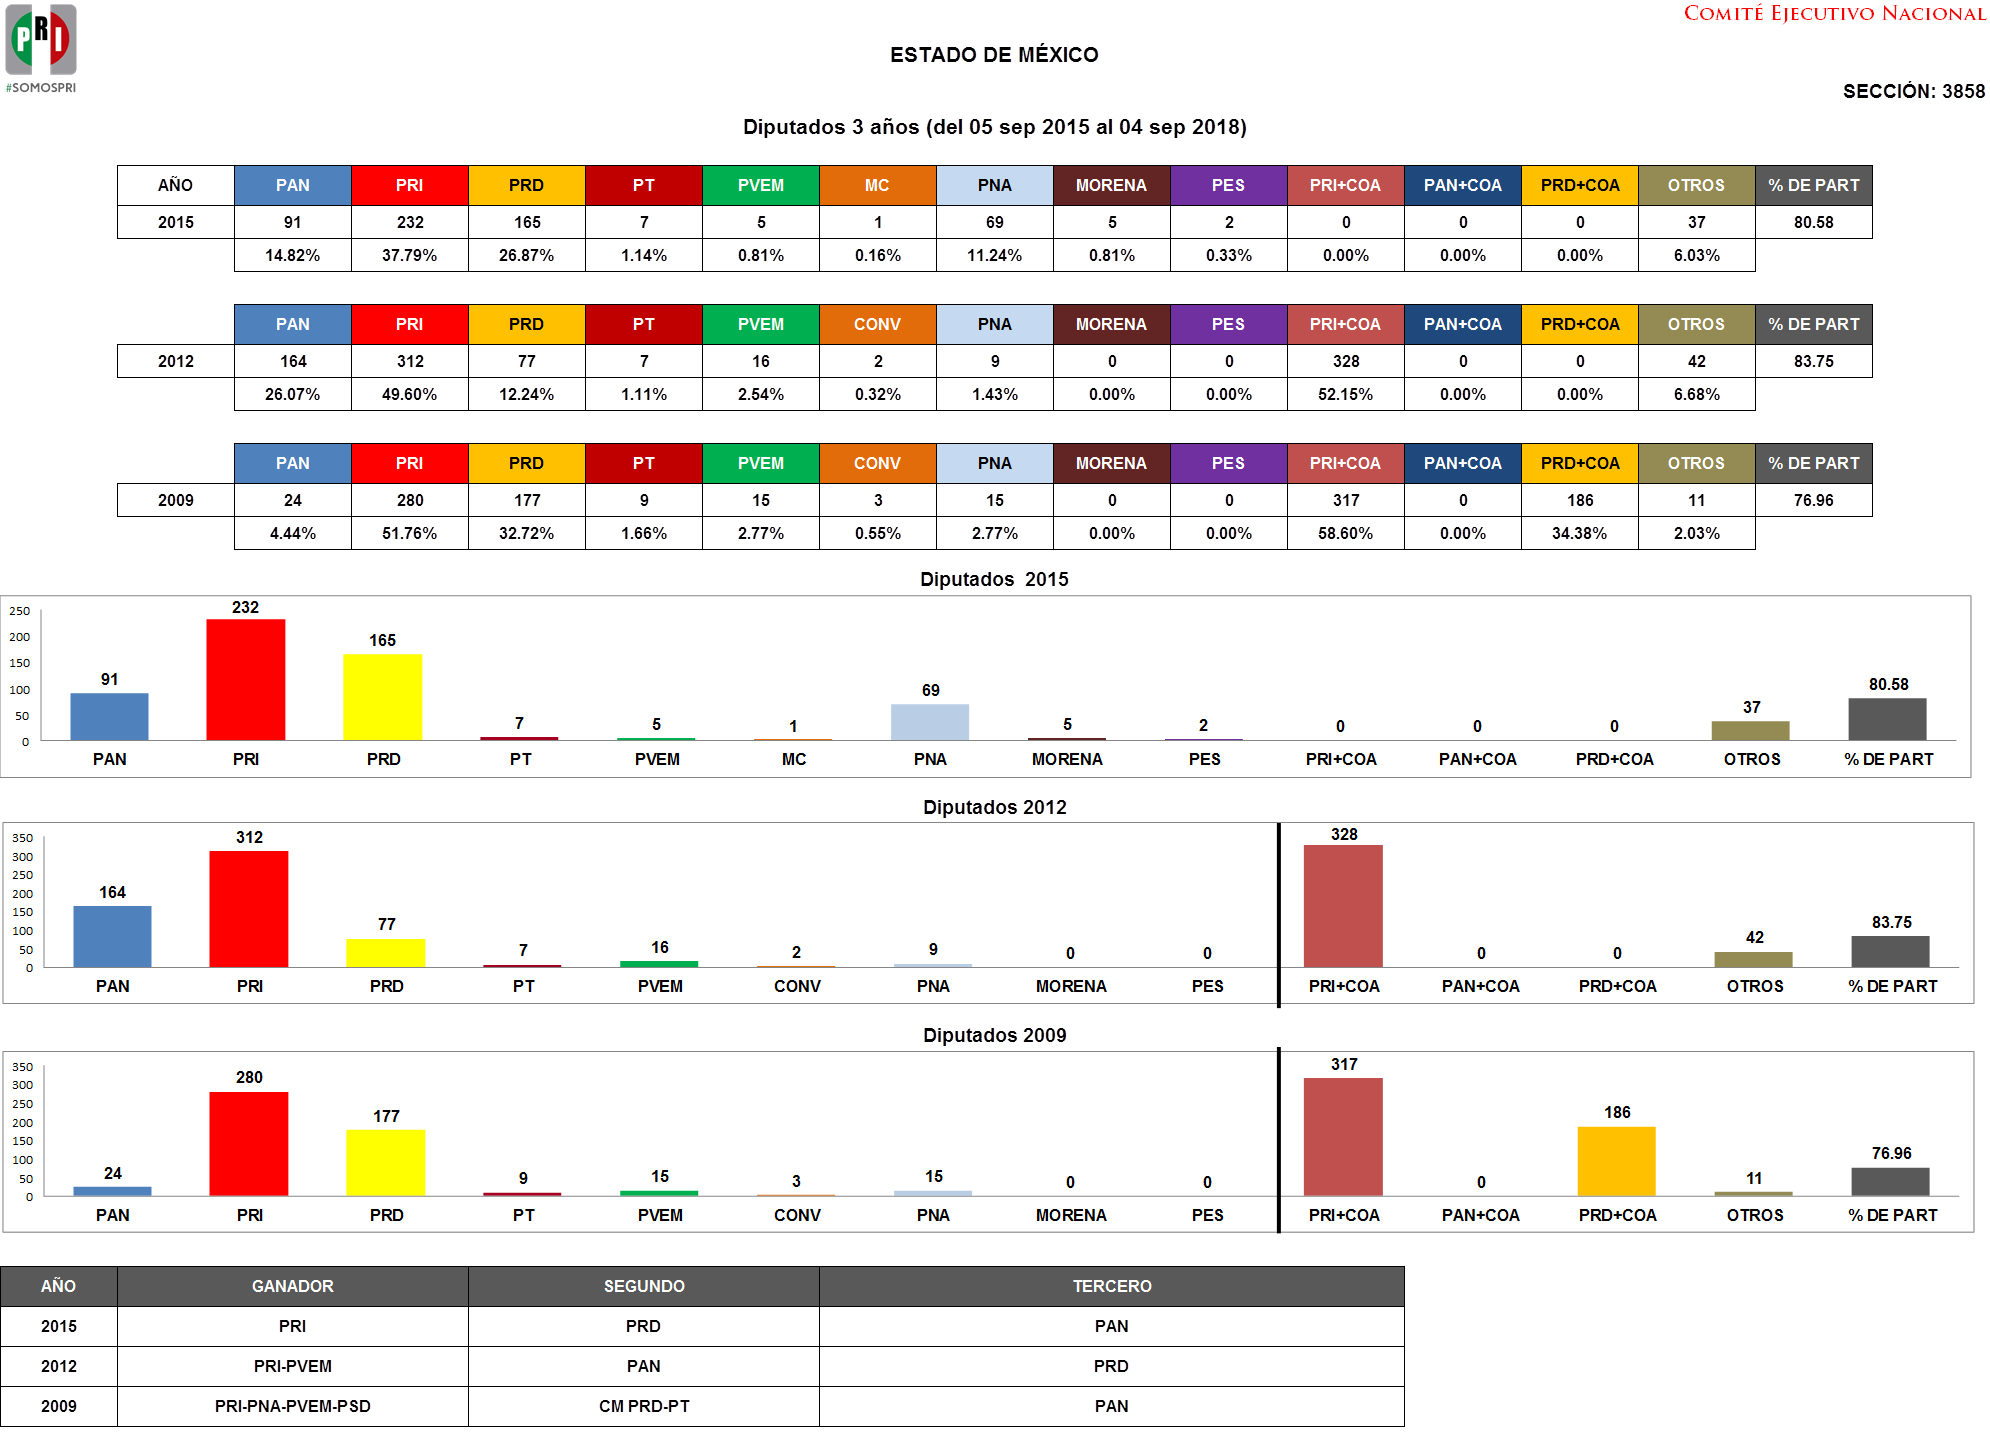 PRI
#SOMOSPRI
COMITÉ EJECUTIVO NACIONAL
ESTADO DE MÉXICO
SECCIÓN: 3858
Diputados 3 años (del 05 sep 2015 al 04 sep 2018)
AÑO PAN PRI PRD PT PVEM MC PNA MORENA PES PRI+COA PAN+COA PRD+COA OTROS % DE PART
2015 91 232 165 7 5 1 69 5 2 0 0 0 37 80.58
14.82% 37.79% 26.87% 1.14% 0.81% 0.16% 11.24% 0.81% 0.33% 0.00% 0.00% 0.00% 6.03%
PAN PRI PRD PT PVEM CONV PNA MORENA PES PRI+COA PAN+COA PRD+COA OTROS % DE PART
2012 164 312 77 7 16 2 9 0 0 328 0 0 42 83.75
26.07% 49.60% 12.24% 1.11% 2.54% 0.32% 1.43% 0.00% 0.00% 52.15% 0.00% 0.00% 6.68%
PAN PRI PRD PT PVEM CONV PNA MORENA PES PRI+COA PAN+COA PRD+COA OTROS % DE PART
2009 24 280 177 9 15 3 15 0 0 317 0 186 11 76.96
4.44% 51.76% 32.72% 1.66% 2.77% 0.55% 2.77% 0.00% 0.00% 58.60% 0.00% 34.38% 2.03%
Diputados 2015
250
200
150
100
50
0
91 232 165 7 5 1 69 5 2 0 0 0 37 80.58
PAN PRI PRD PT PVEM MC PNA MORENA PES PRI+COA PAN+COA PRD+COA OTROS % DE PART
Diputados 2012
350
300
250
200
150
100
50
0
164 312 77 7 16 2 9 0 0 328 0 0 42 83.75
PAN PRI PRD PT PVEM CONV PNA MORENA PES PRI+COA PAN+COA PRD+COA OTROS % DE PART
Diputados 2009
350
300
250
200
150
100
50
0
24 280 177 9 15 3 15 0 0 317 0 186 11 76.96
PAN PRI PRD PT PVEM CONV PNA MORENA PES PRI+COA PAN+COA PRD+COA OTROS % DE PART
AÑO GANADOR SEGUNDO TERCERO
2015 PRI PRD PAN
2012 PRI-PVEM PAN PRD
2009 PRI-PNA-PVEM-PSD CM PRD-PT PAN